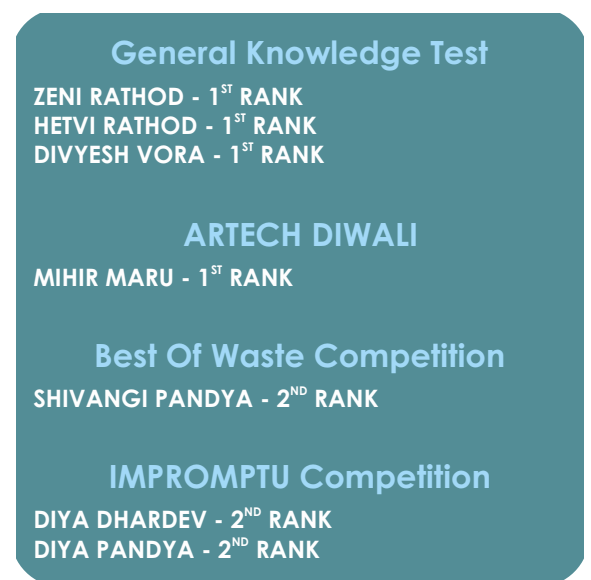 General Knowledge Test
ZENI RATHOD - 1ST RANK
HETVI RATHOD - 1ST RANK
DIVYESH VORA - 1ST RANK
ARTECH DIWALI
MIHIR MARU - 1ST RANK
Best Of Waste Competition
SHIVANGI PANDYA - 2ND RANK
IMPROMPTU Competition
DIYA DHARDEV - 2ND RANK
DIYA PANDYA - 2ND RANK